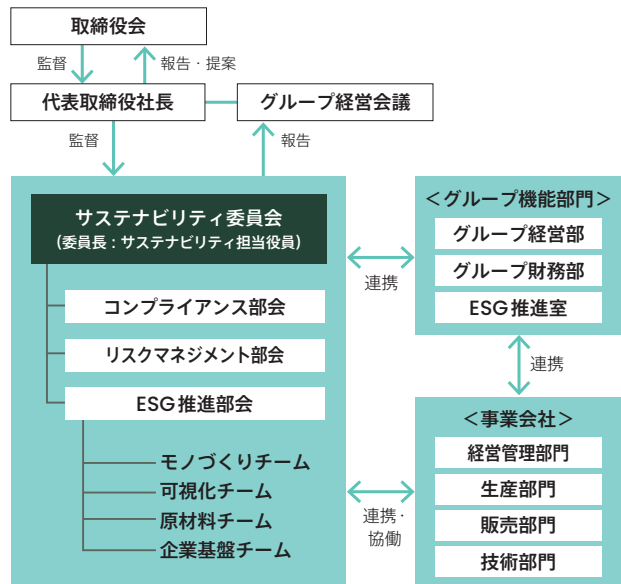 取締役会
監督
報告・提案
代表取締役社長
グループ経営会議
監督
報告
サステナビリティ委員会
(委員長:サステナビリティ担当役員)
コンプライアンス部会
リスクマネジメント部会
ESG推進部会
モノづくりチーム
可視化チーム
原材料チーム
企業基盤チーム
連携
<グループ機能部門>
グループ経営部
グループ財務部
ESG推進室
連携
連携・
協働
<事業会社>
経営管理部門
生産部門
販売部門
技術部門